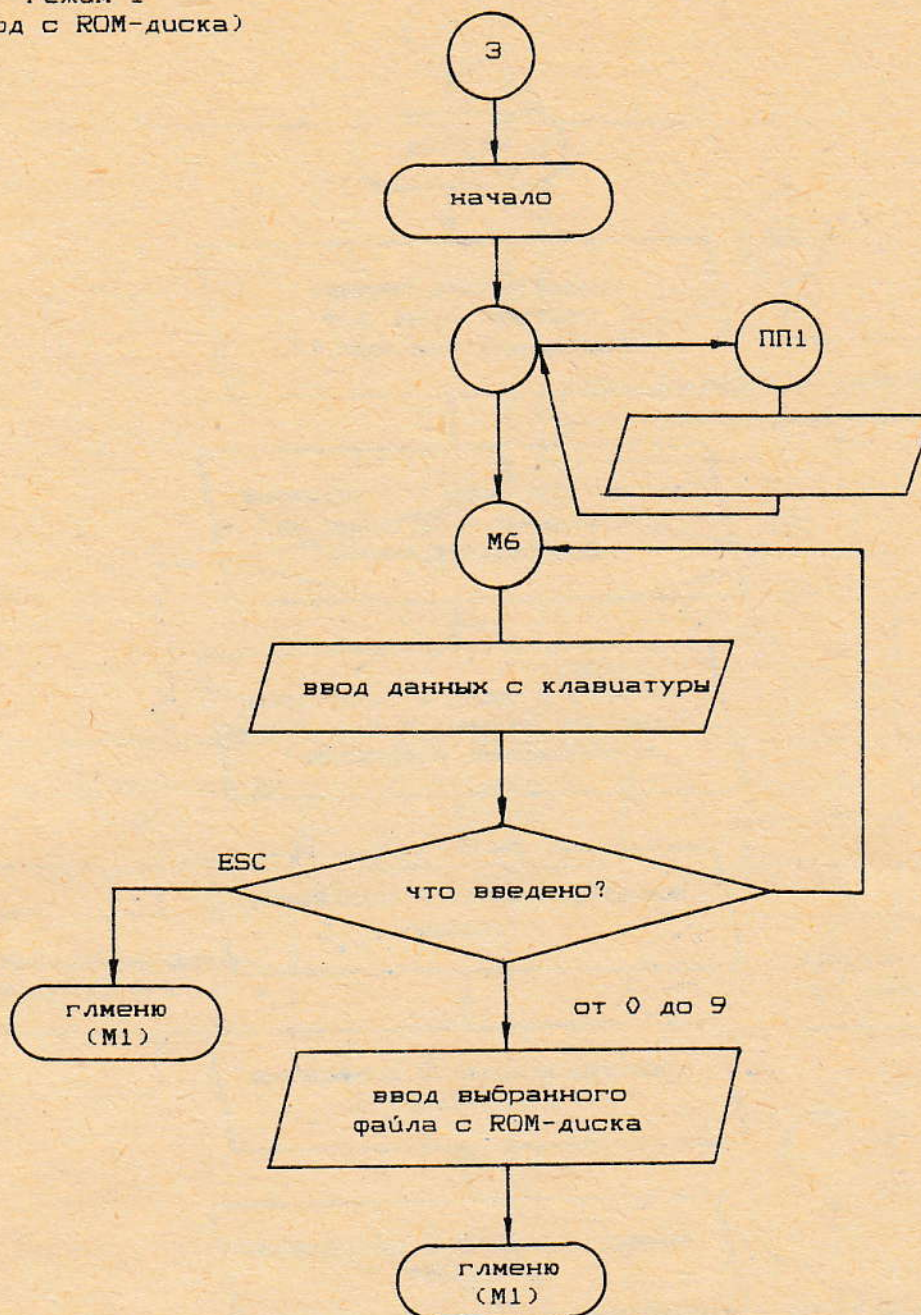 с ROM-диска)
3
начало
ПП1
М6
ввод данных с клавиатуры
ESC
что введено?
глменю
(М1)
от 0 до 9
ввод выбранного
файла с ROM-диска
глменю
(М1)